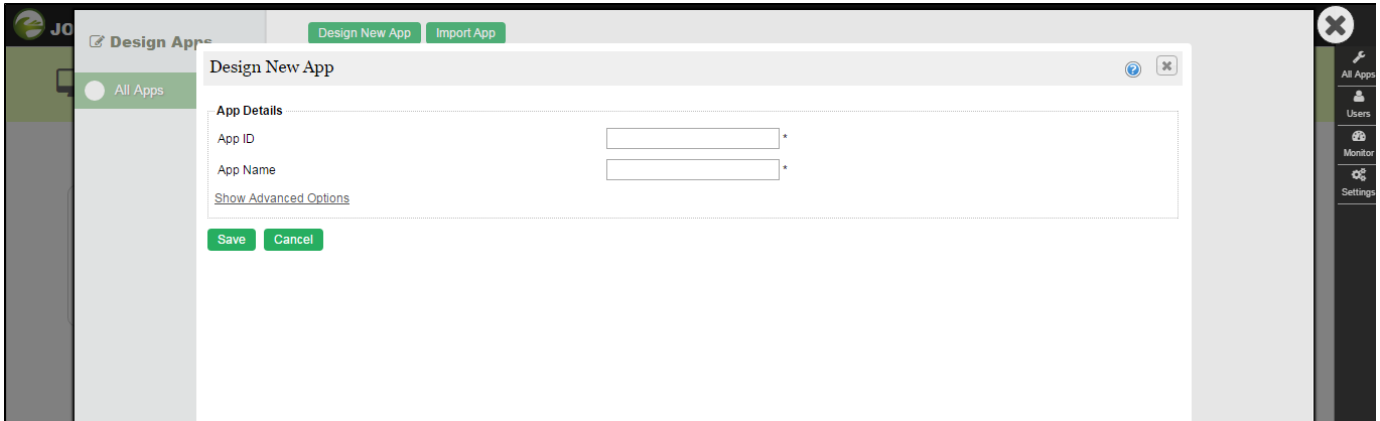 JO
Design Apps
Design New App Import App
All Apps
Design New App
App Details
App ID *
App Name *
Show Advanced Options
Save Cancel
All Apps
Users
Monitor
Settings